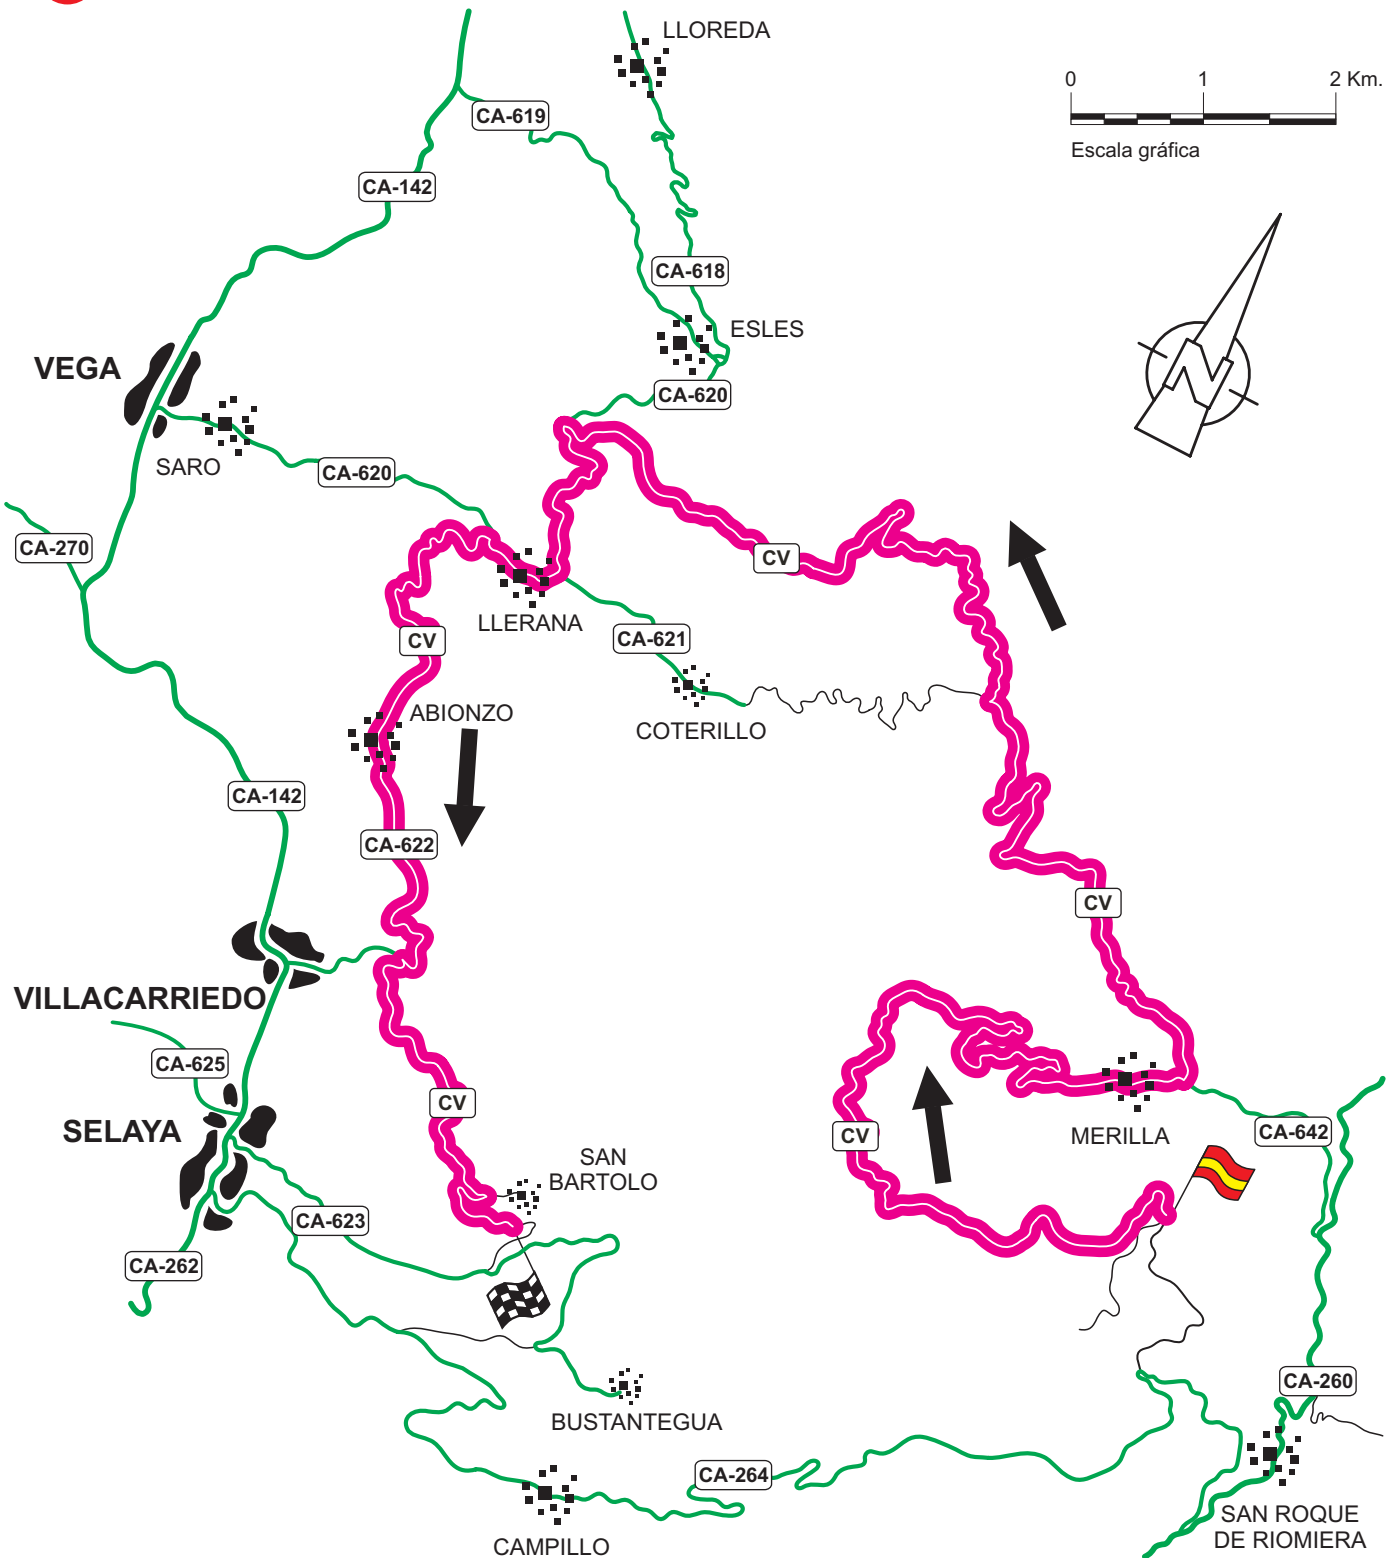 LLOREDA
0 1 2 Km.
Escala gráfica
CA-619
CA-142
CA-618
ESLES
VEGA
CA-620
SARO
CA-620
CA-270
CV
LLERANA
CV
CA-621
ABIONZO
COTERILLO
CA-142
CA-622
CV
VILLACARRIEDO
CA-625
CV
SELAYA
CV
MERILLA
CA-642
SAN
BARTOLO
CA-623
CA-262
N
BUSTANTEGUA
CA-260
CA-264
CAMPILLO
SAN ROQUE
DE RIOMIERA